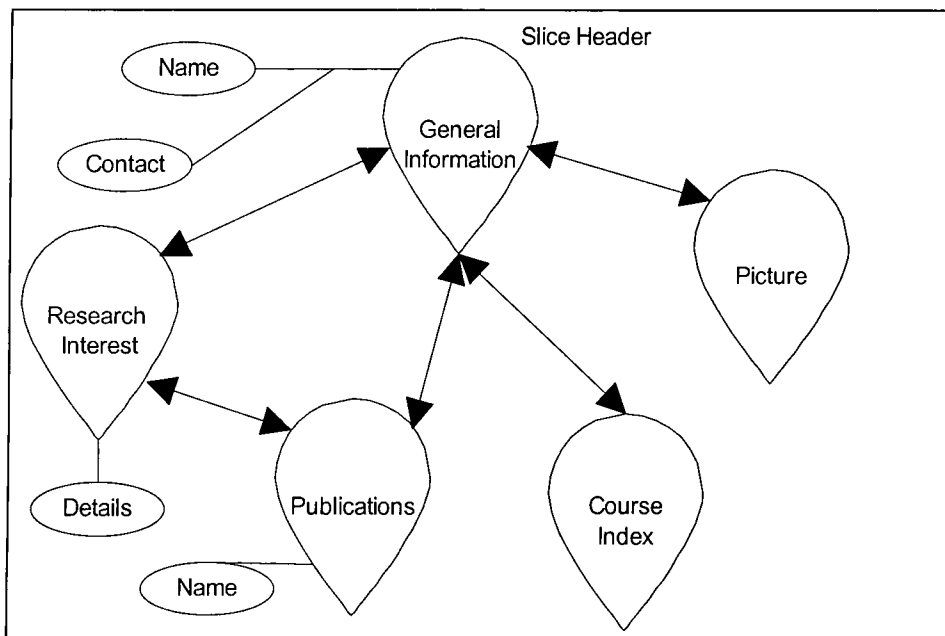 Slice Header
Name
General
Information
Contact
Picture
Research
Interest
Details
Publications
Course
Index
Name